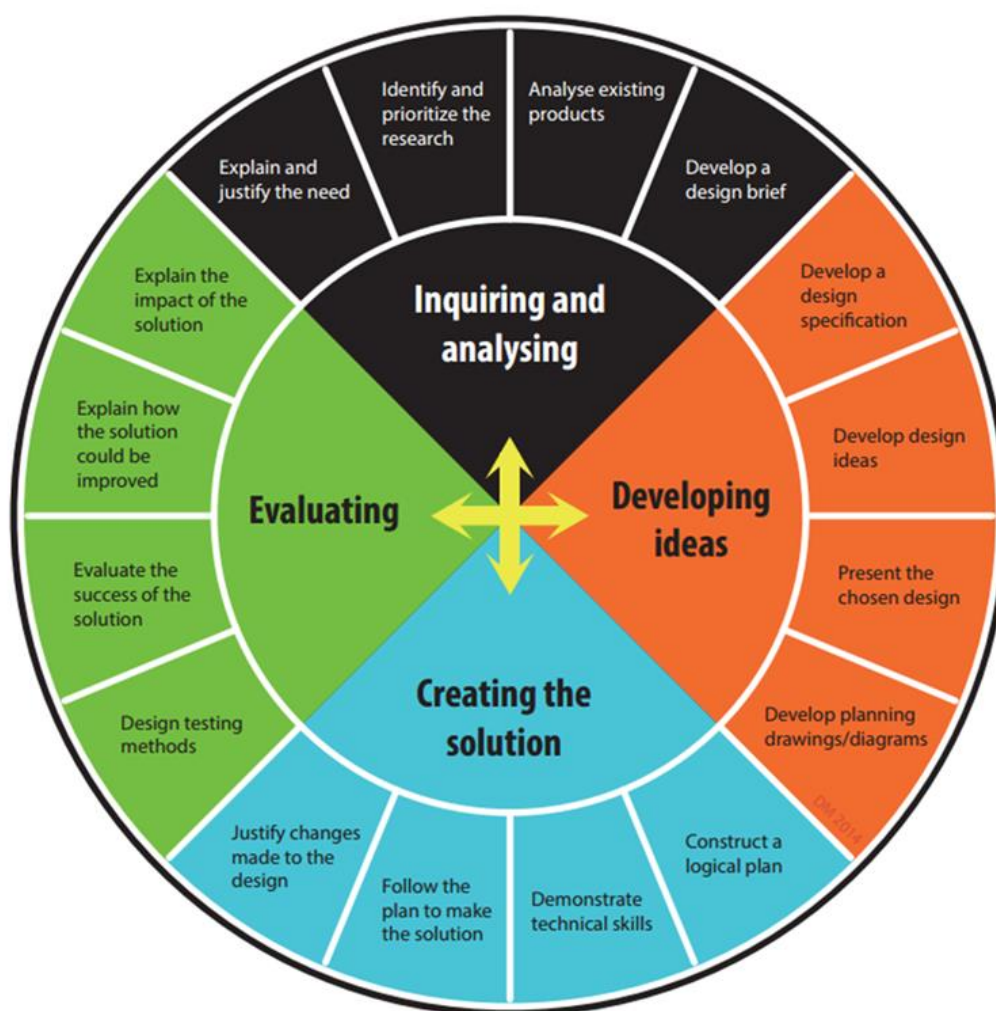 Inquiring and
analysing
Explain and
justify the need
Identify and
prioritize the
research
Analyse existing
products
Develop a
design brief
Developing
ideas
Develop a
design
specification
Develop design
ideas
Present the
chosen design
Develop planning
drawings/diagrams
DM 2014
Creating the
solution
Construct a
logical plan
Demonstrate
technical skills
Follow the
plan to make
the solution
Justify changes
made to the
design
Evaluating
Design testing
methods
Evaluate the
success of the
solution
Explain how
the solution
could be
improved
Explain the
impact of the
solution